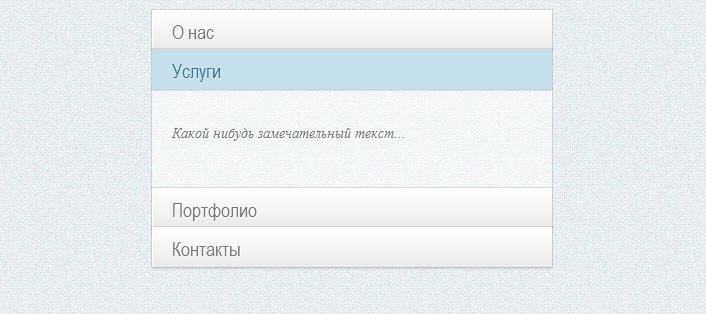 О нас
Услуги
Какой нибудь замечательный текст...
Портфолио
Контакты